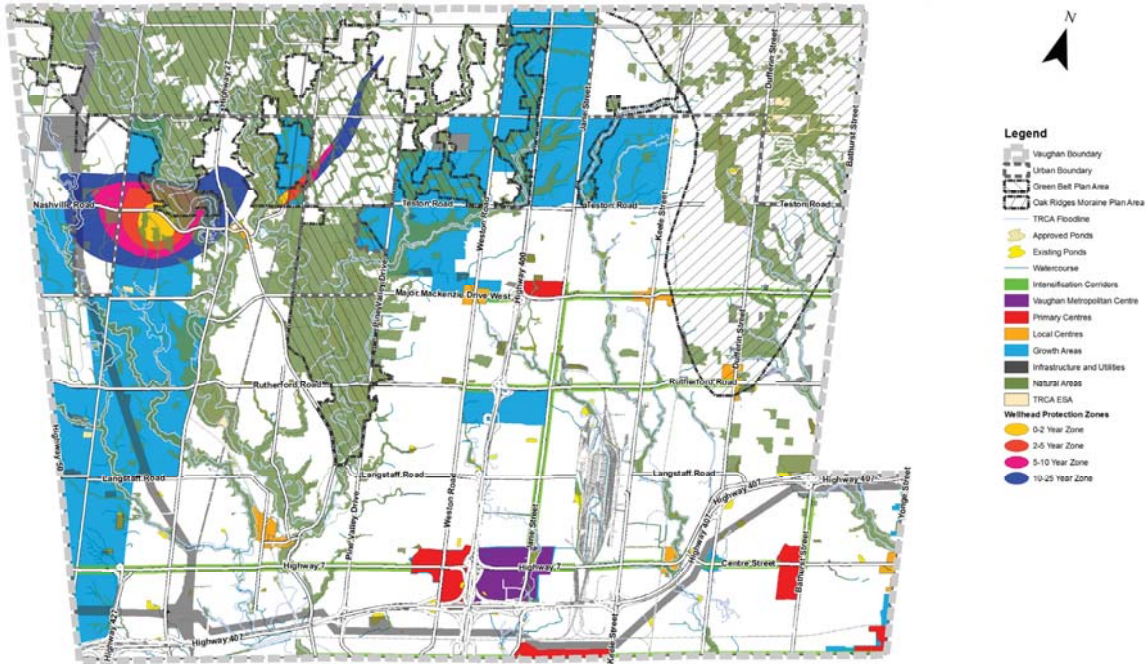 N
Highway 27
Jane Street
Dufferin Street
Bathurst Street
Nashville Road
Teston Road
Teston Road
Teston Road
Weston Road
Keele Street
Pine Valley Drive
Highway 400
Major Mackenzie Drive West
Dufferin Street
Rutherford Road
Rutherford Road
Highway 50
Langstaff Road
Langstaff Road
Langstaff Road
Highway 407
Highway 407
Yonge Street
Weston Road
Pine Valley Drive
Jane Street
Highway 7
Highway 7
Centre Street
Bathurst Street
Highway 427
Highway 407
Keele Street
Legend
Vaughan Boundary
Urban Boundary
Green Belt Plan Area
Oak Ridges Moraine Plan Area
TRCA Floodline
Approved Ponds
Existing Ponds
Watercourse
Intensifisation Corridors
Vaughan Metropolitan Centre
Primary Centres
Local Centres
Growth Areas
Infrastructure and Utilities
Natural Areas
TRCA ESA
Wellhead Protection Zones
0-2 Year Zone
2-5 Year Zone
5-10 Year Zone
10-25 Year Zone